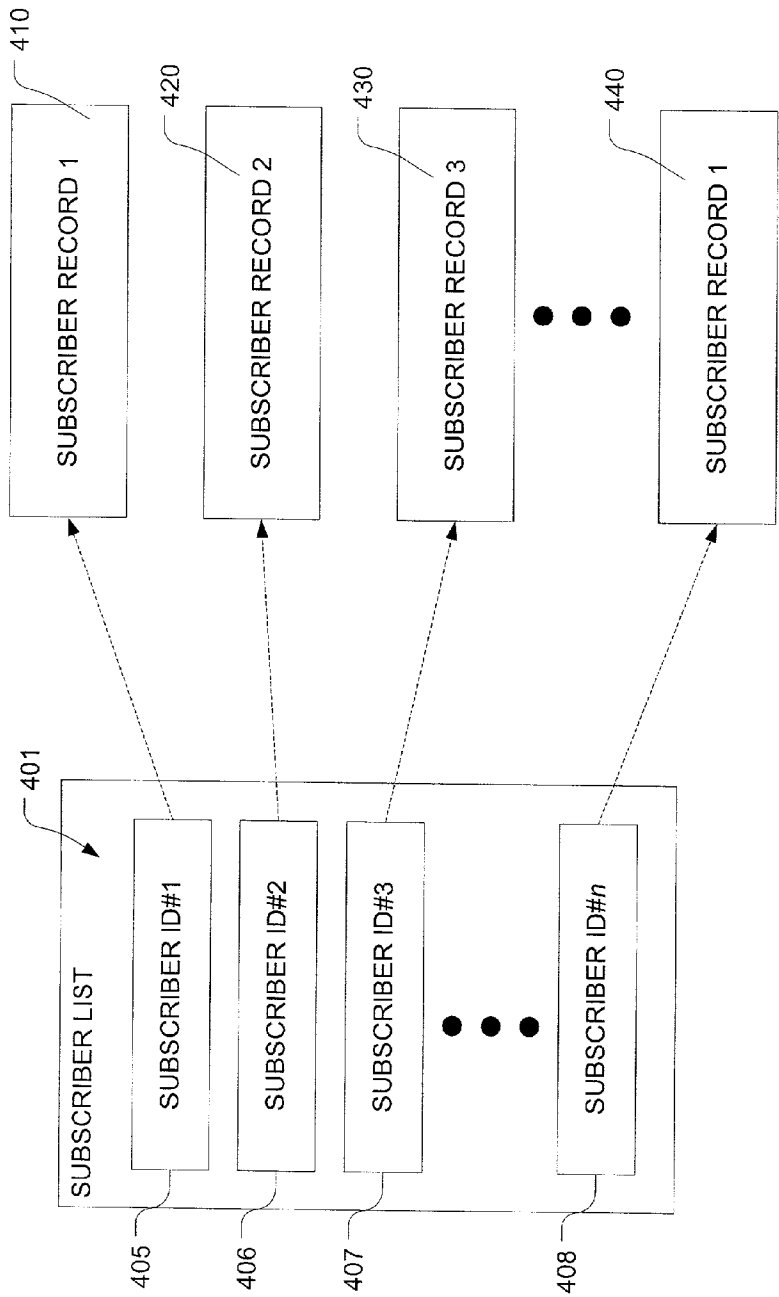 SUBSCRIBER LIST
401
405
SUBSCRIBER ID#1
406
SUBSCRIBER ID#2
407
SUBSCRIBER ID#3
408
SUBSCRIBER ID#n
SUBSCRIBER RECORD 1
410
SUBSCRIBER RECORD 2
420
SUBSCRIBER RECORD 3
430
SUBSCRIBER RECORD 1
440